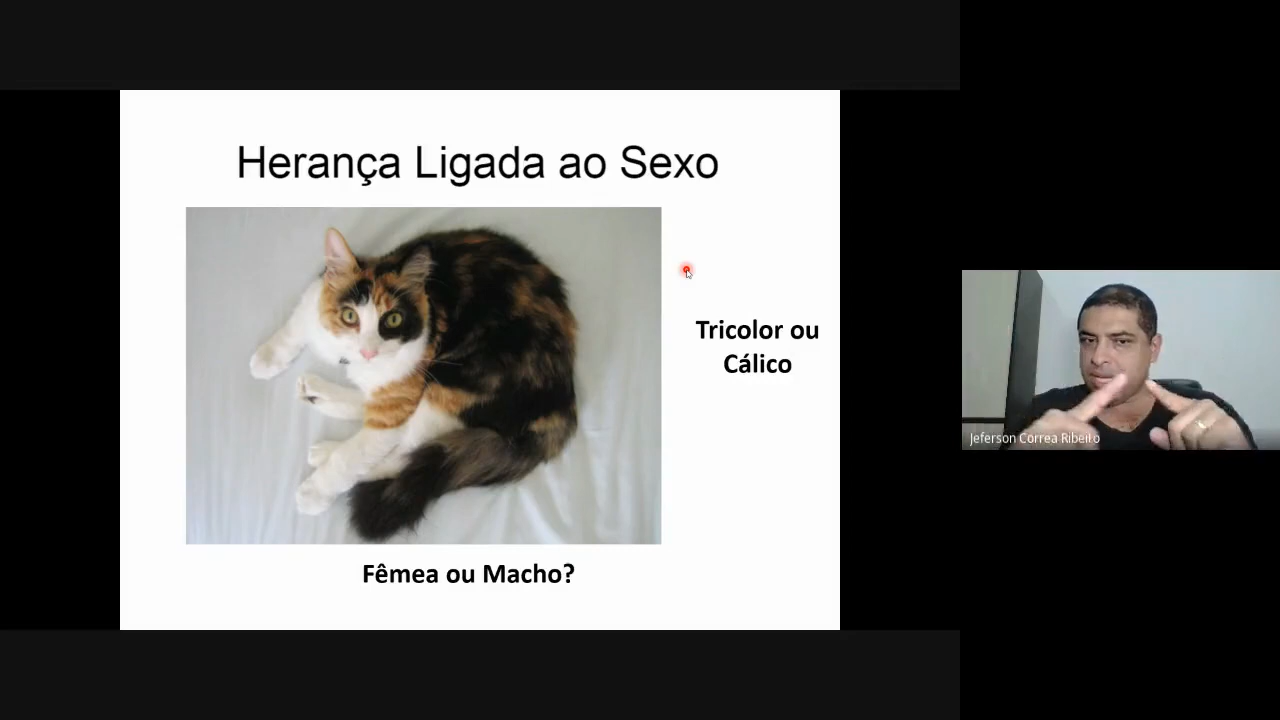 Herança Ligada ao Sexo
Tricolor ou
Cálico
Jeferson Correa Ribeiro
Fêmea ou Macho?